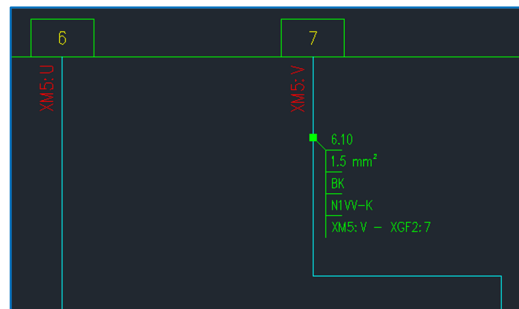 6
7
XM5:U
XM5:V
6.10
1.5 mm²
BK
N1VV-K
XM5:V - XGF2:7